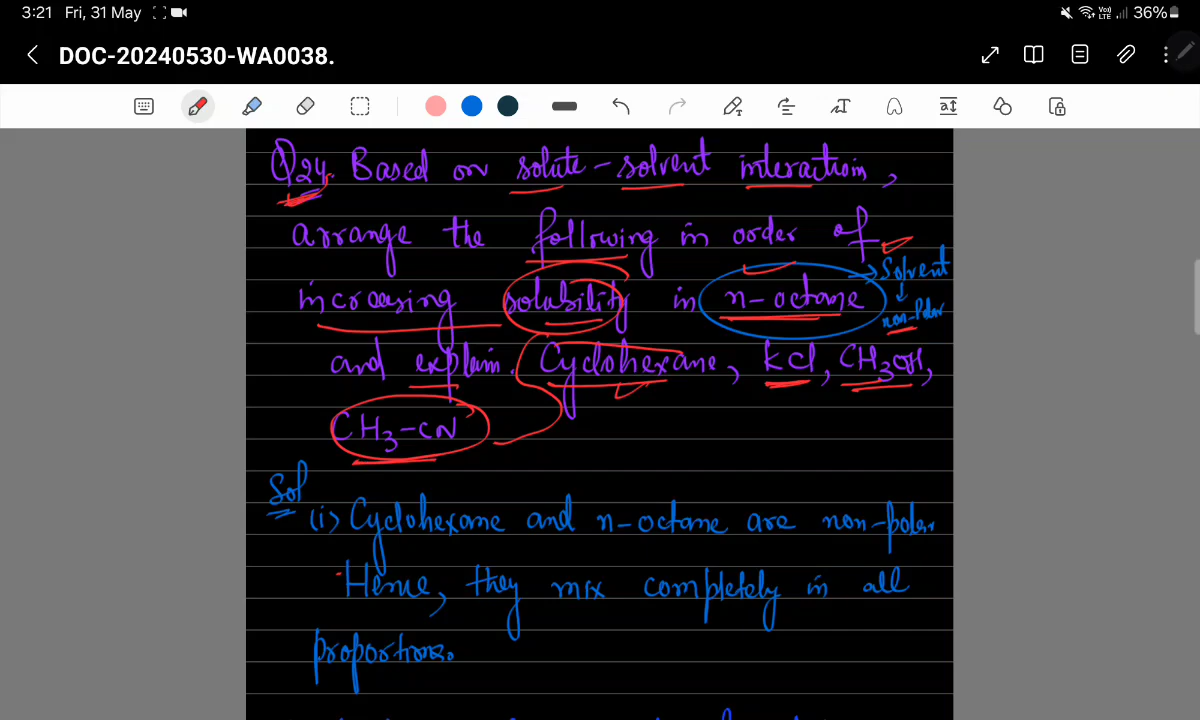 3:21 Fri, 31 May
Vo) LTE 36%
DOC-20240530-WA0038.
Q24. Based on solute-solvent interaction,
arrange the following in order of
→ Solvent
increasing solubility in n-octane
non-Polar
and explain. Cyclohexane, kCl, CH3OH,
CH3-CN
Sol
(i) Cyclohexane and n-octane are non-polar.
Hence, they mix completely in all
proportions.